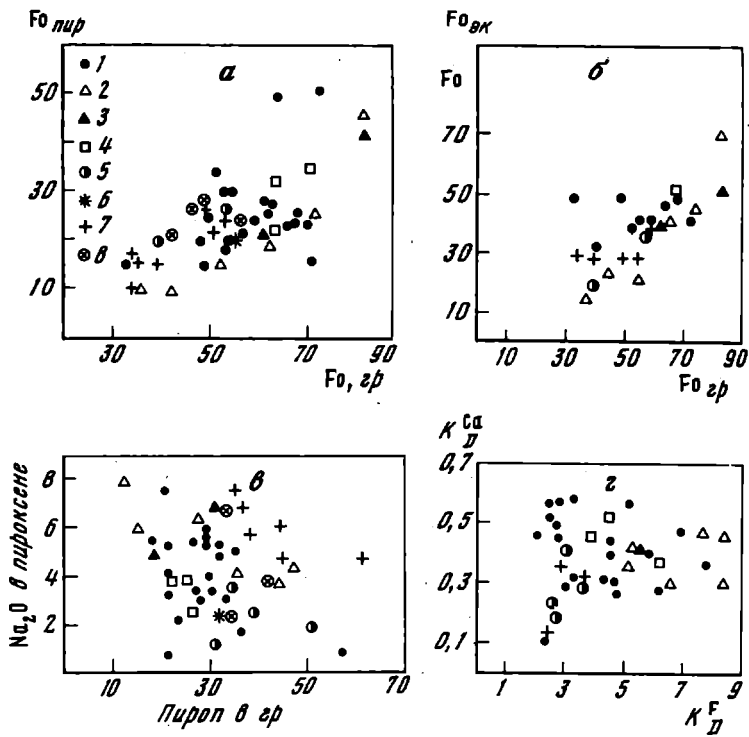 Fo пир
а
50
30
10
1
2
3
4
5
6
7
8
30 50 70 90
Fo, гр
Fo эк
б
Fo
70
50
30
10
10 30 50 70 90
Fo гр
в
8
6
4
2
Na₂O в пироксене
10 30 50 70
Пироп в гр
K D Ca
г
0,7
0,5
0,3
0,1
1 3 5 7 9
K D F